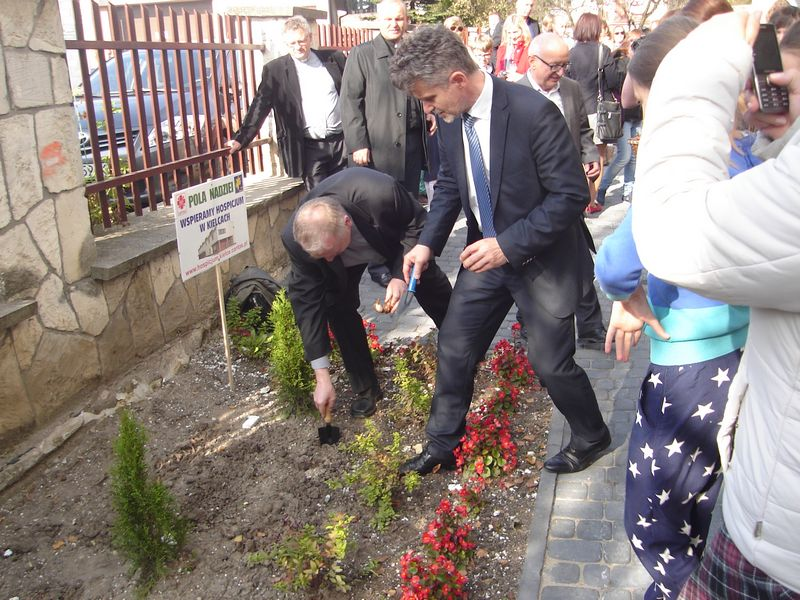 POLA NADZIEI
WSPIERAMY HOSPICJUM
W KIELCACH